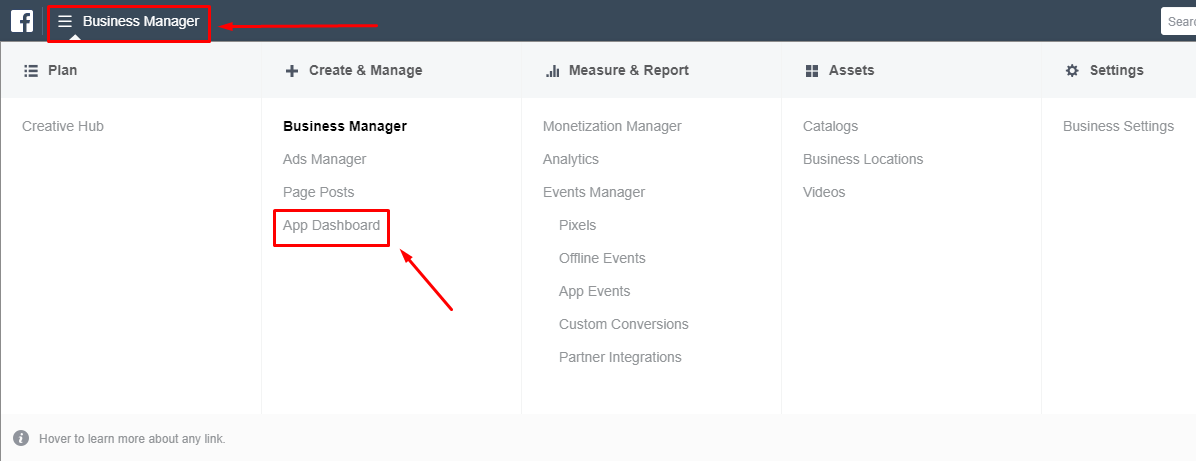 Business Manager
Sear
Plan
Create & Manage
Measure & Report
Assets
Settings
Creative Hub
Business Manager
Ads Manager
Page Posts
App Dashboard
Monetization Manager
Analytics
Events Manager
Pixels
Offline Events
App Events
Custom Conversions
Partner Integrations
Catalogs
Business Locations
Videos
Business Settings
Hover to learn more about any link.